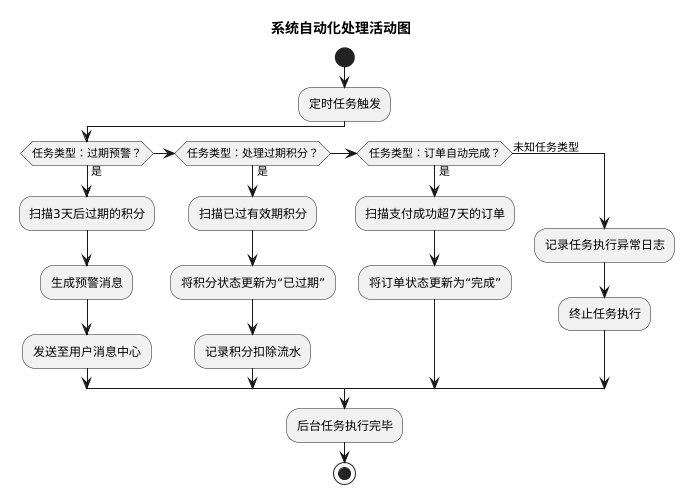 系统自动化处理活动图
定时任务触发
任务类型：过期预警？
任务类型：处理过期积分？
任务类型：订单自动完成？
未知任务类型
是
是
是
扫描3天后过期的积分
扫描已过有效期积分
扫描支付成功超7天的订单
记录任务执行异常日志
生成预警消息
将积分状态更新为“已过期”
将订单状态更新为“完成”
终止任务执行
发送至用户消息中心
记录积分扣除流水
后台任务执行完毕